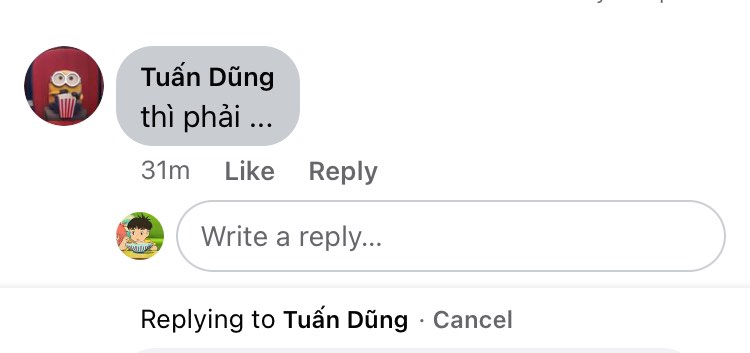 Tuấn Dũng
thì phải ...
31m Like Reply
Write a reply...
Replying to Tuấn Dũng · Cancel